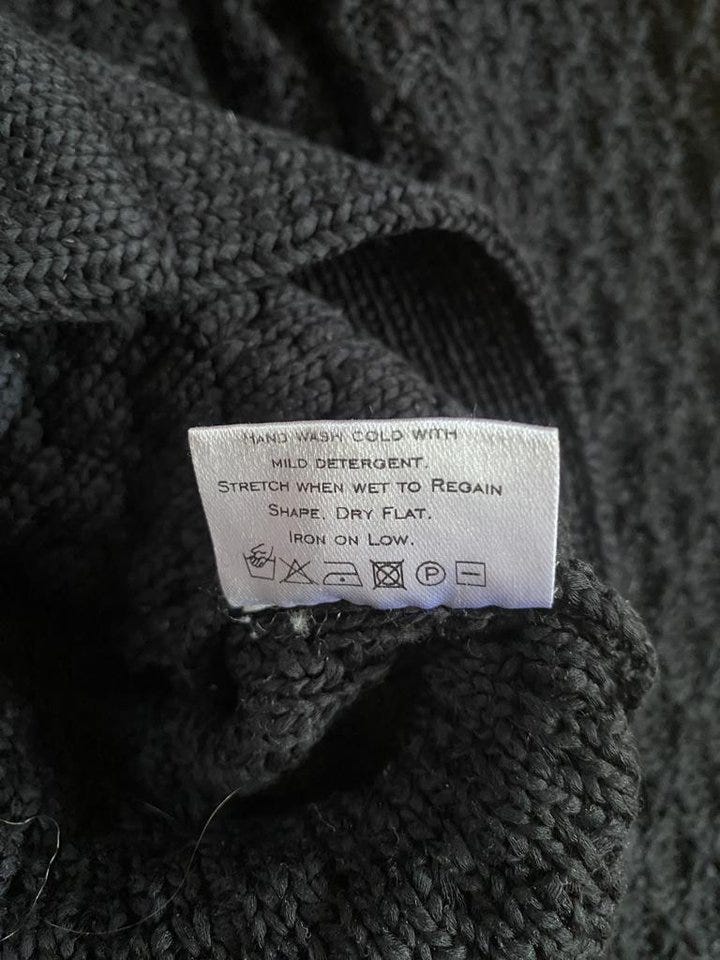 HAND WASH COLD WITH
MILD DETERGENT.
STRETCH WHEN WET TO REGAIN
SHAPE. DRY FLAT.
IRON ON LOW.
P